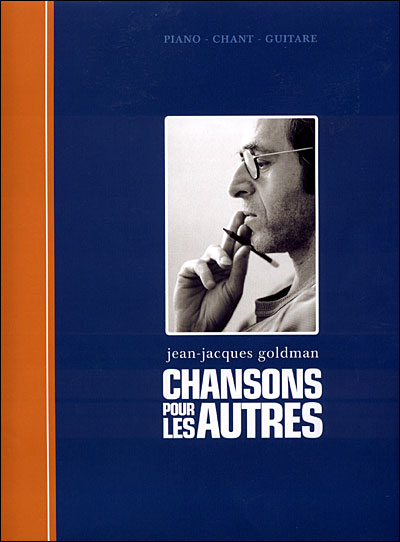 PIANO - CHANT - GUITARE
jean-jacques goldman
CHANSONS
POUR
LES AUTRES